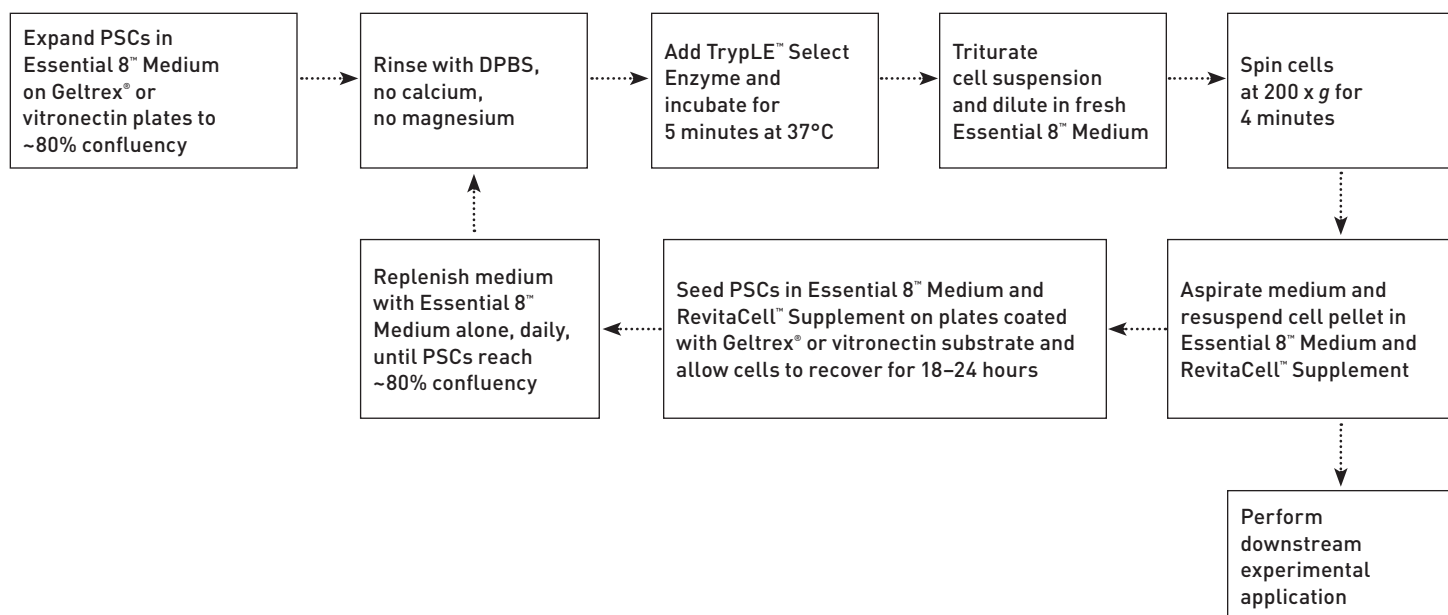 Expand PSCs in
Essential 8™ Medium
on Geltrex® or
vitronectin plates to
~80% confluency
Rinse with DPBS,
no calcium,
no magnesium
Add TrypLE™ Select
Enzyme and
incubate for
5 minutes at 37°C
Triturate
cell suspension
and dilute in fresh
Essential 8™ Medium
Spin cells
at 200 x g for
4 minutes
Aspirate medium and
resuspend cell pellet in
Essential 8™ Medium and
RevitaCell™ Supplement
Seed PSCs in Essential 8™ Medium and
RevitaCell™ Supplement on plates coated
with Geltrex® or vitronectin substrate and
allow cells to recover for 18–24 hours
Replenish medium
with Essential 8™
Medium alone, daily,
until PSCs reach
~80% confluency
Perform
downstream
experimental
application